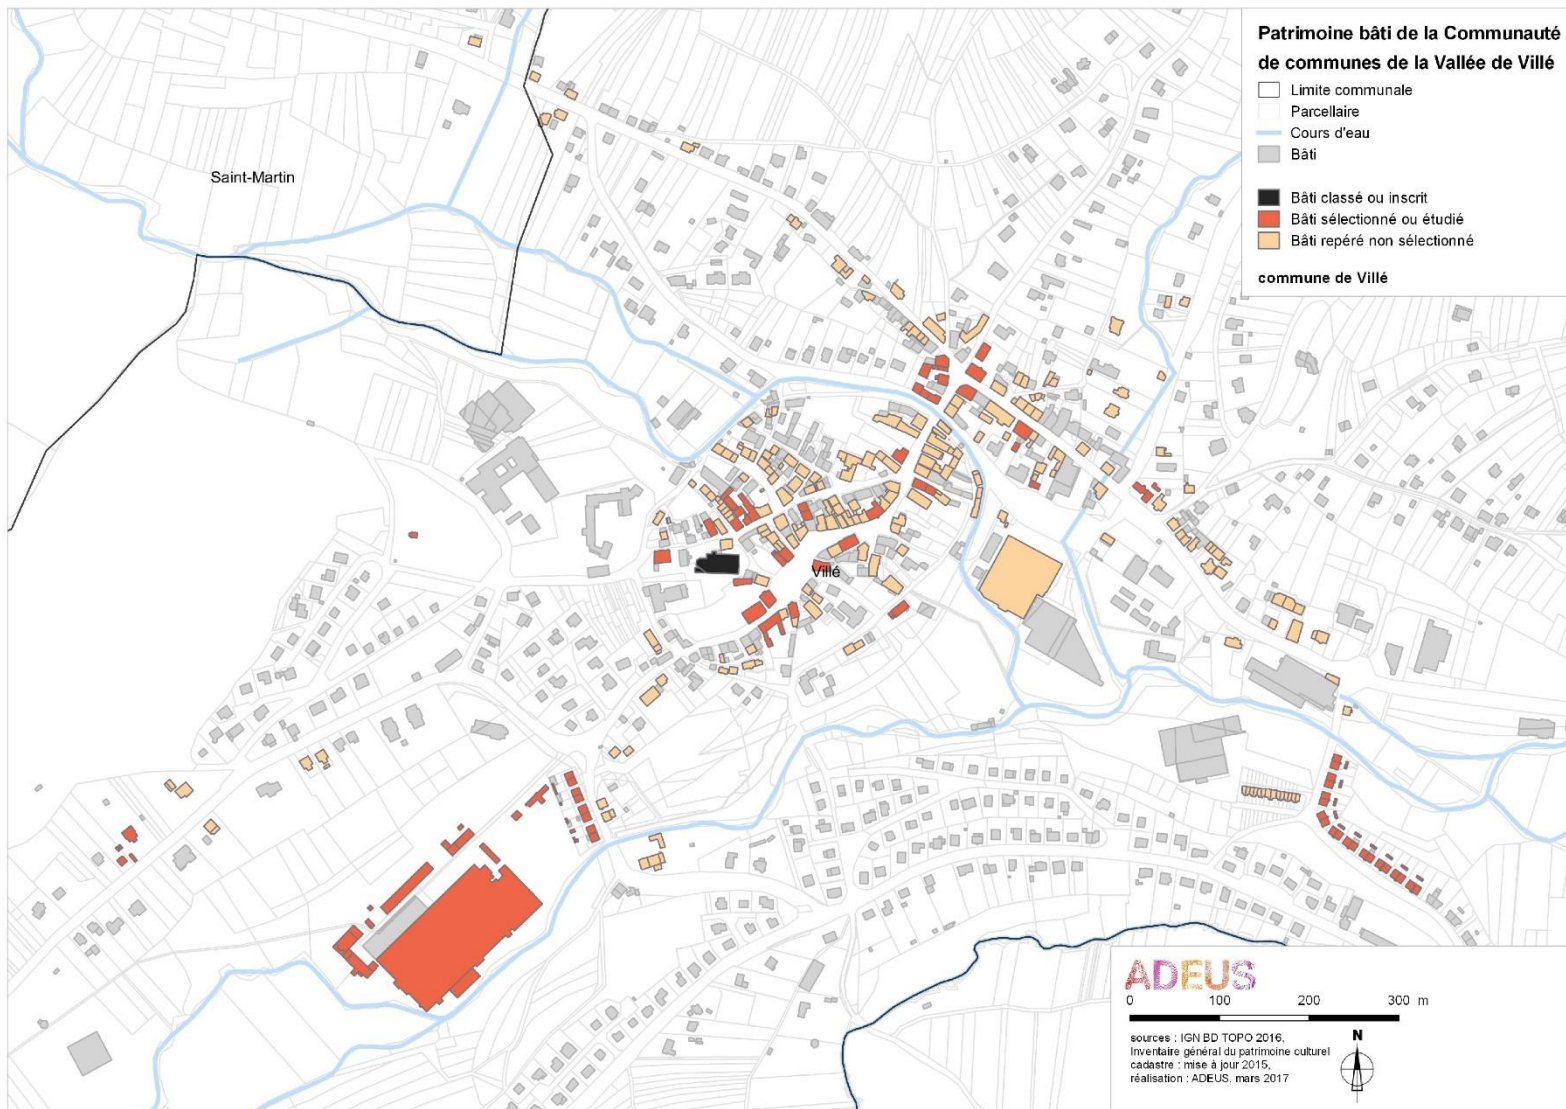 Patrimoine bâti de la Communauté
de communes de la Vallée de Villé
Limite communale
Parcellaire
Cours d'eau
Bâti
Bâti classé ou inscrit
Bâti sélectionné ou étudié
Bâti repéré non sélectionné
commune de Villé
Saint-Martin
Villé
ADEUS
0 100 200 300 m
sources : IGN BD TOPO 2016,
Inventaire général du patrimoine culturel
cadastre : mise à jour 2015,
réalisation : ADEUS, mars 2017
N